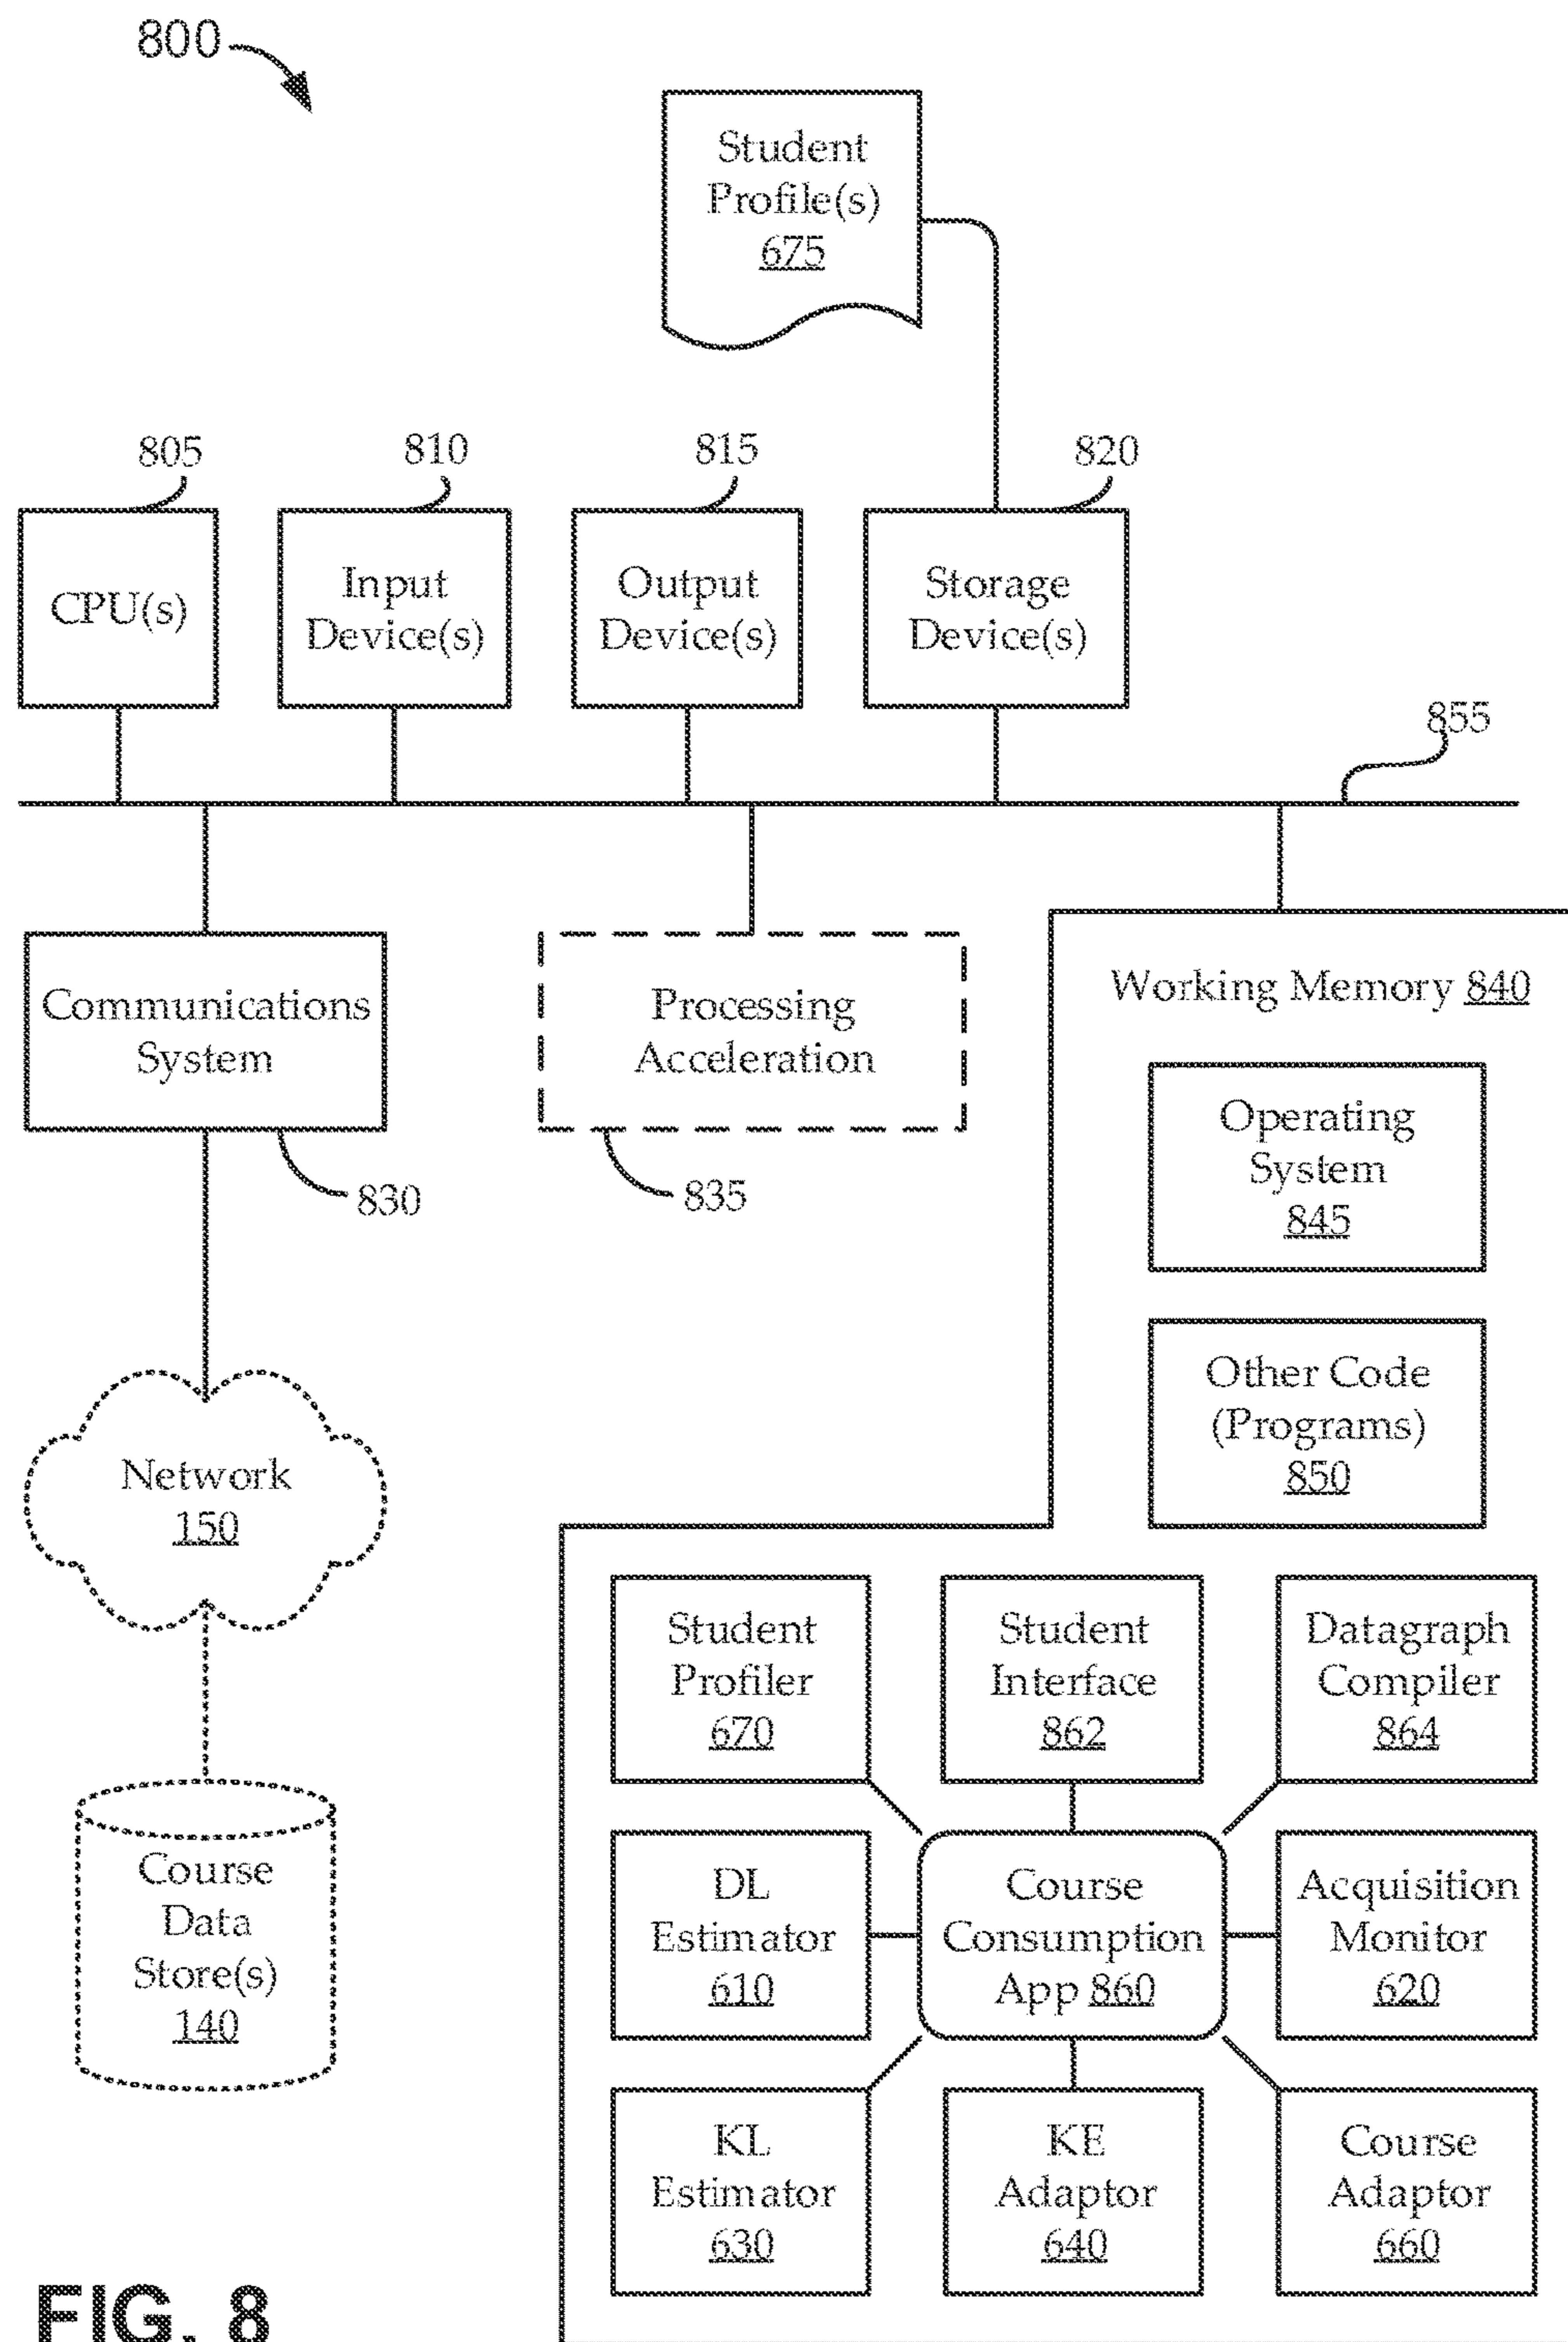 800
Student
Profile(s)
675
805
810
815
820
CPU(s)
Input
Device(s)
Output
Device(s)
Storage
Device(s)
855
Communications
System
830
Processing
Acceleration
835
Working Memory 840
Operating
System
845
Other Code
(Programs)
850
Network
150
Course
Data
Store(s)
140
Student
Profiler
670
Student
Interface
862
Datagraph
Compiler
864
DL
Estimator
610
Course
Consumption
App 860
Acquisition
Monitor
620
KL
Estimator
630
KE
Adaptor
640
Course
Adaptor
660
FIG. 8